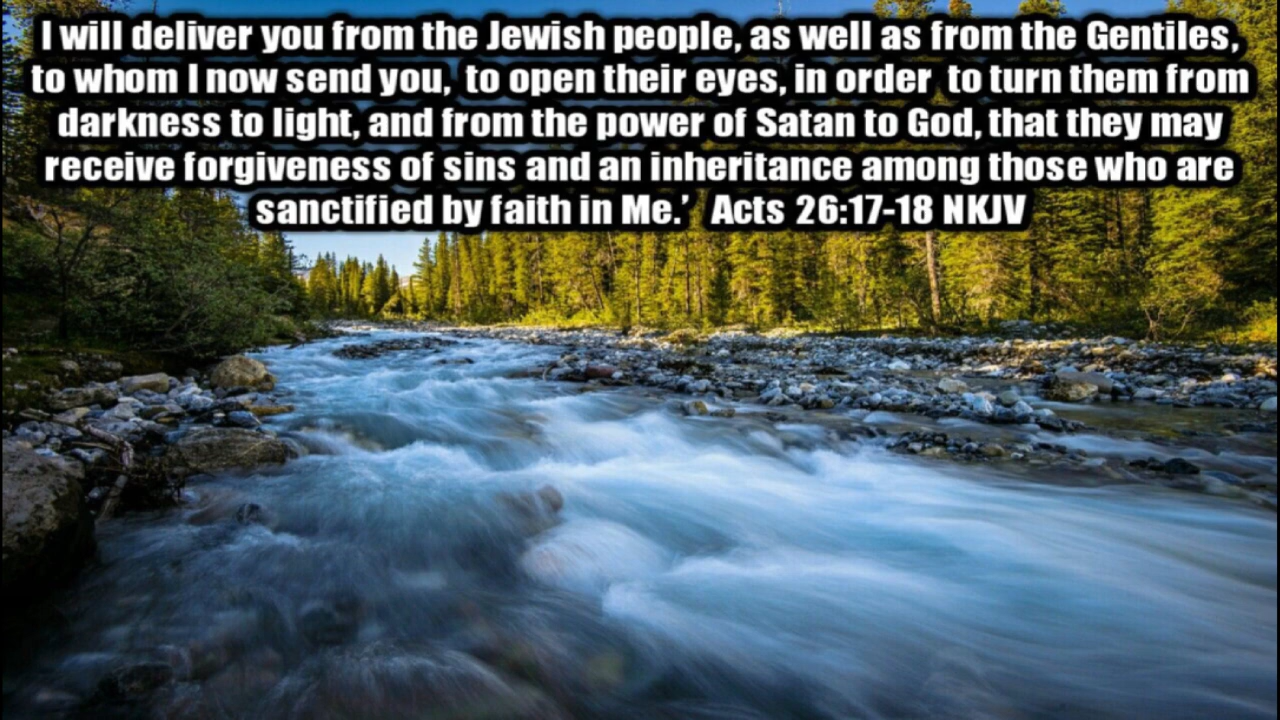 I will deliver you from the Jewish people, as well as from the Gentiles,
to whom I now send you, to open their eyes, in order to turn them from
darkness to light, and from the power of Satan to God, that they may
receive forgiveness of sins and an inheritance among those who are
sanctified by faith in Me.’ Acts 26:17-18 NKJV